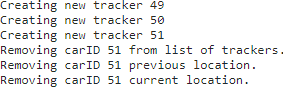 Creating new tracker 49
Creating new tracker 50
Creating new tracker 51
Removing carID 51 from list of trackers.
Removing carID 51 previous location.
Removing carID 51 current location.